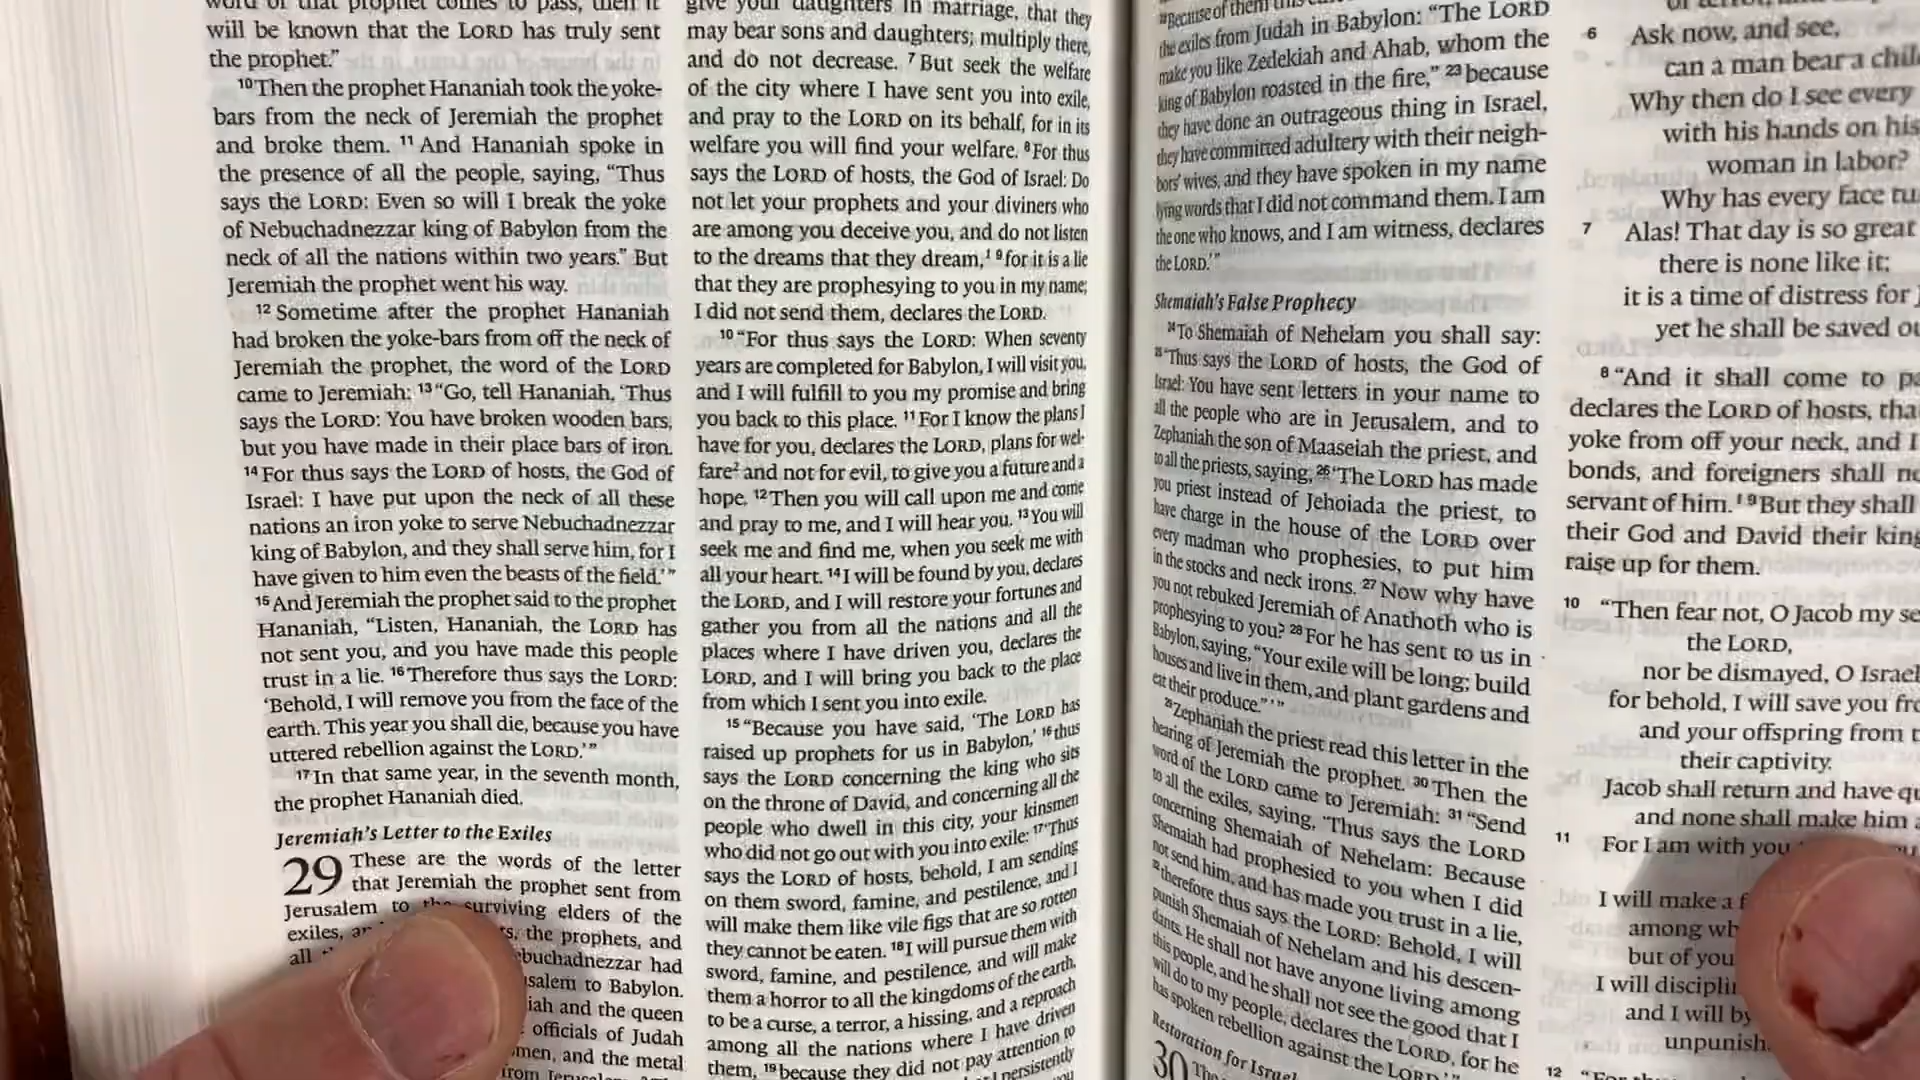 word of that prophet comes to pass, then it
will be known that the LORD has truly sent
the prophet.”
10 Then the prophet Hananiah took the yoke-
bars from the neck of Jeremiah the prophet
and broke them. 11 And Hananiah spoke in
the presence of all the people, saying, “Thus
says the LORD: Even so will I break the yoke
of Nebuchadnezzar king of Babylon from the
neck of all the nations within two years.” But
Jeremiah the prophet went his way.
12 Sometime after the prophet Hananiah
had broken the yoke-bars from off the neck of
Jeremiah the prophet, the word of the LORD
came to Jeremiah: 13 “Go, tell Hananiah, ‘Thus
says the LORD: You have broken wooden bars,
but you have made in their place bars of iron.
14 For thus says the LORD of hosts, the God of
Israel: I have put upon the neck of all these
nations an iron yoke to serve Nebuchadnezzar
king of Babylon, and they shall serve him, for I
have given to him even the beasts of the field.’”
15 And Jeremiah the prophet said to the prophet
Hananiah, “Listen, Hananiah, the LORD has
not sent you, and you have made this people
trust in a lie. 16 Therefore thus says the LORD:
‘Behold, I will remove you from the face of the
earth. This year you shall die, because you have
uttered rebellion against the LORD.’”
17 In that same year, in the seventh month,
the prophet Hananiah died.
Jeremiah’s Letter to the Exiles
29 These are the words of the letter
that Jeremiah the prophet sent from
Jerusalem to the surviving elders of the
exiles, the prophets, and
all buchadnezzar had
salem to Babylon.
iah and the queen
officials of Judah
men, and the metal
from
give your daughters in marriage, that they
may bear sons and daughters; multiply there,
and do not decrease. 7 But seek the welfare
of the city where I have sent you into exile,
and pray to the LORD on its behalf, for in its
welfare you will find your welfare. 8 For thus
says the LORD of hosts, the God of Israel: Do
not let your prophets and your diviners who
are among you deceive you, and do not listen
to the dreams that they dream,1 9 for it is a lie
that they are prophesying to you in my name;
I did not send them, declares the LORD.
10 “For thus says the LORD: When seventy
years are completed for Babylon, I will visit you,
and I will fulfill to you my promise and bring
you back to this place. 11 For I know the plans I
have for you, declares the LORD, plans for wel-
fare2 and not for evil, to give you a future and a
hope. 12 Then you will call upon me and come
and pray to me, and I will hear you. 13 You will
seek me and find me, when you seek me with
all your heart. 14 I will be found by you, declares
the LORD, and I will restore your fortunes and
gather you from all the nations and all the
places where I have driven you, declares the
LORD, and I will bring you back to the place
from which I sent you into exile.
15 “Because you have said, ‘The LORD has
raised up prophets for us in Babylon,’ 16 thus
says the LORD concerning the king who sits
on the throne of David, and concerning all the
people who dwell in this city, your kinsmen
who did not go out with you into exile: 17 ‘Thus
says the LORD of hosts, behold, I am sending
on them sword, famine, and pestilence, and I
will make them like vile figs that are so rotten
they cannot be eaten. 18 I will pursue them with
sword, famine, and pestilence, and will make
them a horror to all the kingdoms of the earth,
to be a curse, a terror, a hissing, and a reproach
among all the nations where I have driven
them, 19 because they did not pay attention to
persistently
“Because of them this
the exiles from Judah in Babylon: “The LORD
make you like Zedekiah and Ahab, whom the
king of Babylon roasted in the fire,” 23 because
they have done an outrageous thing in Israel,
they have committed adultery with their neigh-
bors’ wives, and they have spoken in my name
lying words that I did not command them. I am
the one who knows, and I am witness, declares
the LORD.’”
Shemaiah’s False Prophecy
24 To Shemaiah of Nehelam you shall say:
25 “Thus says the LORD of hosts, the God of
Israel: You have sent letters in your name to
all the people who are in Jerusalem, and to
Zephaniah the son of Maaseiah the priest, and
to all the priests, saying, 26 “The LORD has made
you priest instead of Jehoiada the priest, to
have charge in the house of the LORD over
every madman who prophesies, to put him
in the stocks and neck irons. 27 Now why have
you not rebuked Jeremiah of Anathoth who is
prophesying to you? 28 For he has sent to us in
Babylon, saying, “Your exile will be long; build
houses and live in them, and plant gardens and
eat their produce.”’”
29 Zephaniah the priest read this letter in the
hearing of Jeremiah the prophet. 30 Then the
word of the LORD came to Jeremiah: 31 “Send
to all the exiles, saying, ‘Thus says the LORD
concerning Shemaiah of Nehelam: Because
Shemaiah had prophesied to you when I did
not send him, and has made you trust in a lie,
32 therefore thus says the LORD: Behold, I will
punish Shemaiah of Nehelam and his descen-
dants. He shall not have anyone living among
this people, and he shall not see the good that I
will do to my people, declares the LORD, for he
has spoken rebellion against the LORD.’”
Restoration for Israel
30 The
6 Ask now, and see,
can a man bear a chil
Why then do I see every
with his hands on his
woman in labor?
Why has every face tu
7 Alas! That day is so great
there is none like it;
it is a time of distress for J
yet he shall be saved ou
8 “And it shall come to pa
declares the LORD of hosts, tha
yoke from off your neck, and I
bonds, and foreigners shall no
servant of him.1 9 But they shall
their God and David their king
raise up for them.
10 “Then fear not, O Jacob my se
the LORD,
nor be dismayed, O Israel
for behold, I will save you fro
and your offspring from t
their captivity.
Jacob shall return and have qu
and none shall make him a
11 For I am with you
I will make a f
among wh
but of you
I will discipli
and I will by
unpunish
12 “For